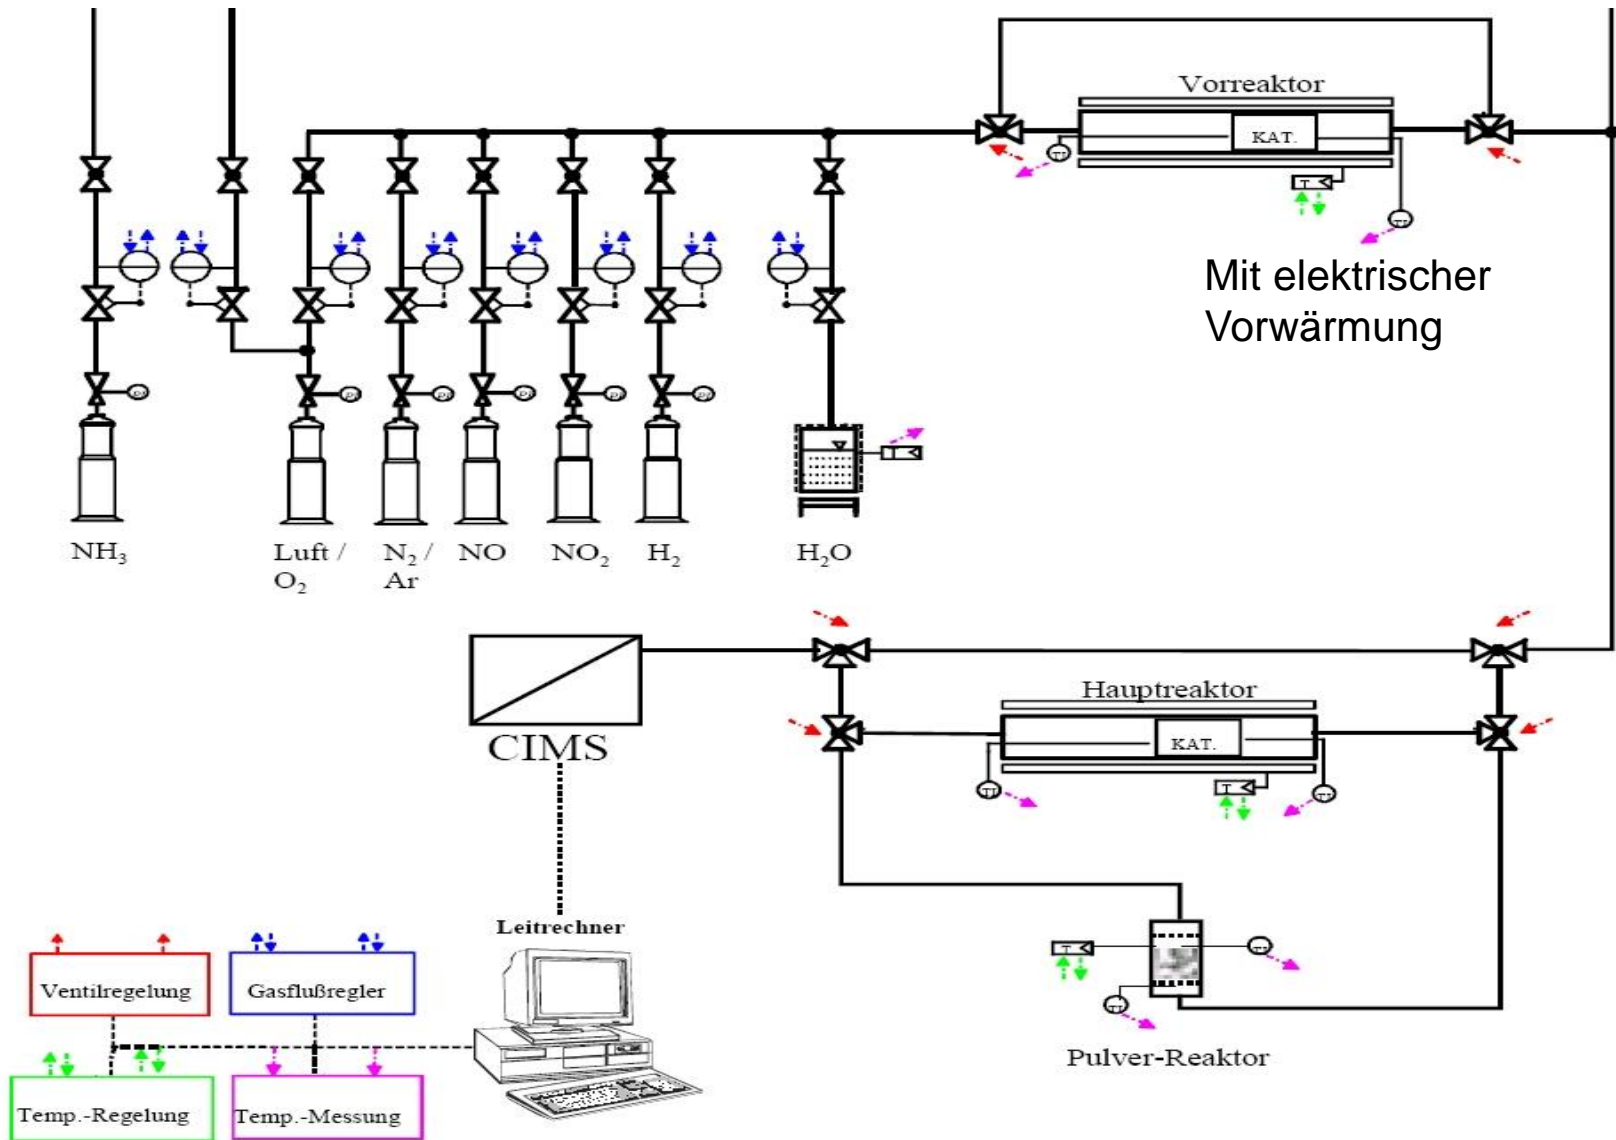 Vorreaktor
KAT.
T
Mit elektrischer
Vorwärmung
NH₃
Luft /
O₂
N₂ /
Ar
NO
NO₂
H₂
H₂O
T
Hauptreaktor
KAT.
T
CIMS
Leitrechner
Ventilregelung
Gasflußregler
Temp.-Regelung
Temp.-Messung
T
Pulver-Reaktor